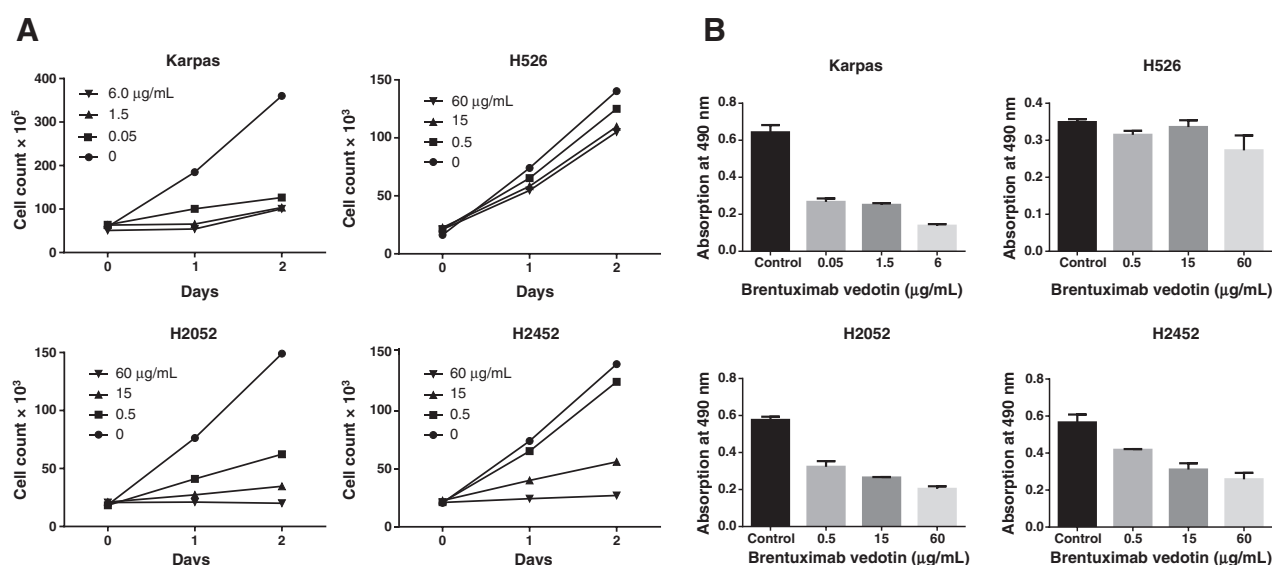 A
Karpas
Cell count × 10⁵
400
300
200
100
0
6.0 μg/mL
1.5
0.05
0
0
1
2
Days
H526
Cell count × 10³
150
100
50
0
60 μg/mL
15
0.5
0
0
1
2
Days
H2052
Cell count × 10³
150
100
50
0
60 μg/mL
15
0.5
0
0
1
2
Days
H2452
Cell count × 10³
150
100
50
0
60 μg/mL
15
0.5
0
0
1
2
Days
B
Karpas
Absorption at 490 nm
0.8
0.6
0.4
0.2
0.0
Control 0.05 1.5 6
Brentuximab vedotin (μg/mL)
H526
Absorption at 490 nm
0.4
0.3
0.2
0.1
0.0
Control 0.5 15 60
Brentuximab vedotin (μg/mL)
H2052
Absorption at 490 nm
0.8
0.6
0.4
0.2
0.0
Control 0.5 15 60
Brentuximab vedotin (μg/mL)
H2452
Absorption at 490 nm
0.8
0.6
0.4
0.2
0.0
Control 0.5 15 60
Brentuximab vedotin (μg/mL)